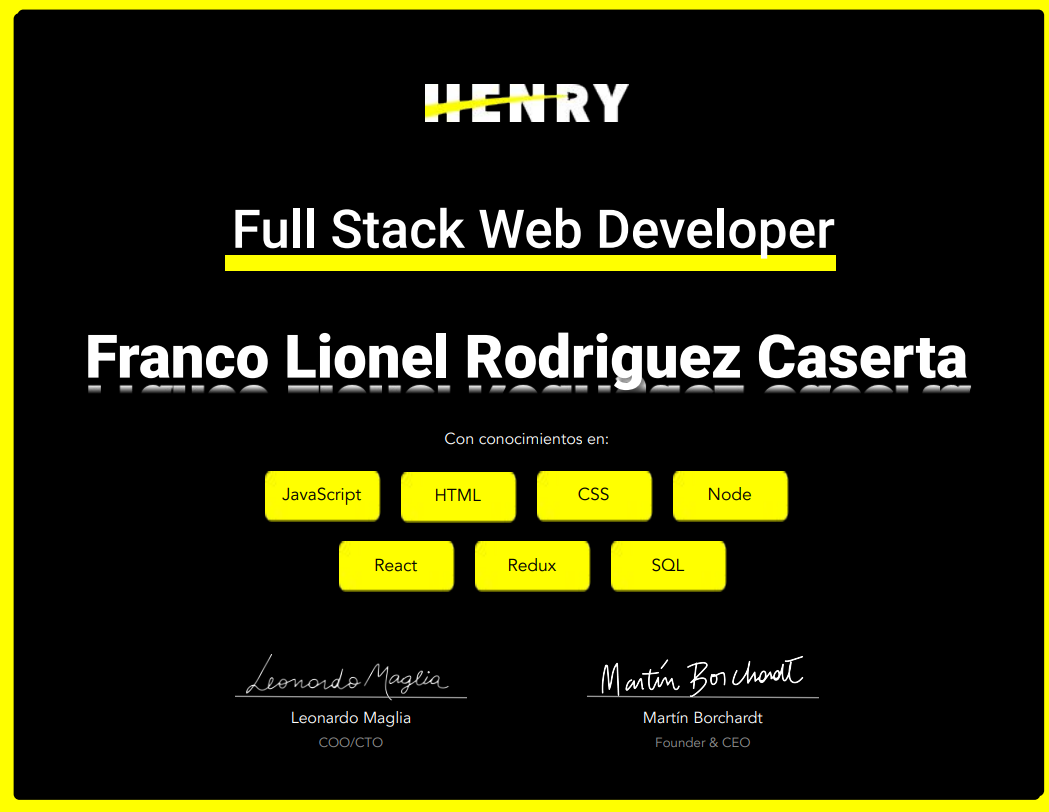 HENRY
Full Stack Web Developer
Franco Lionel Rodriguez Caserta
Con conocimientos en:
JavaScript HTML CSS Node
React Redux SQL
Leonardo Maglia Martín Borchardt
Leonardo Maglia Martín Borchardt
COO/CTO Founder & CEO